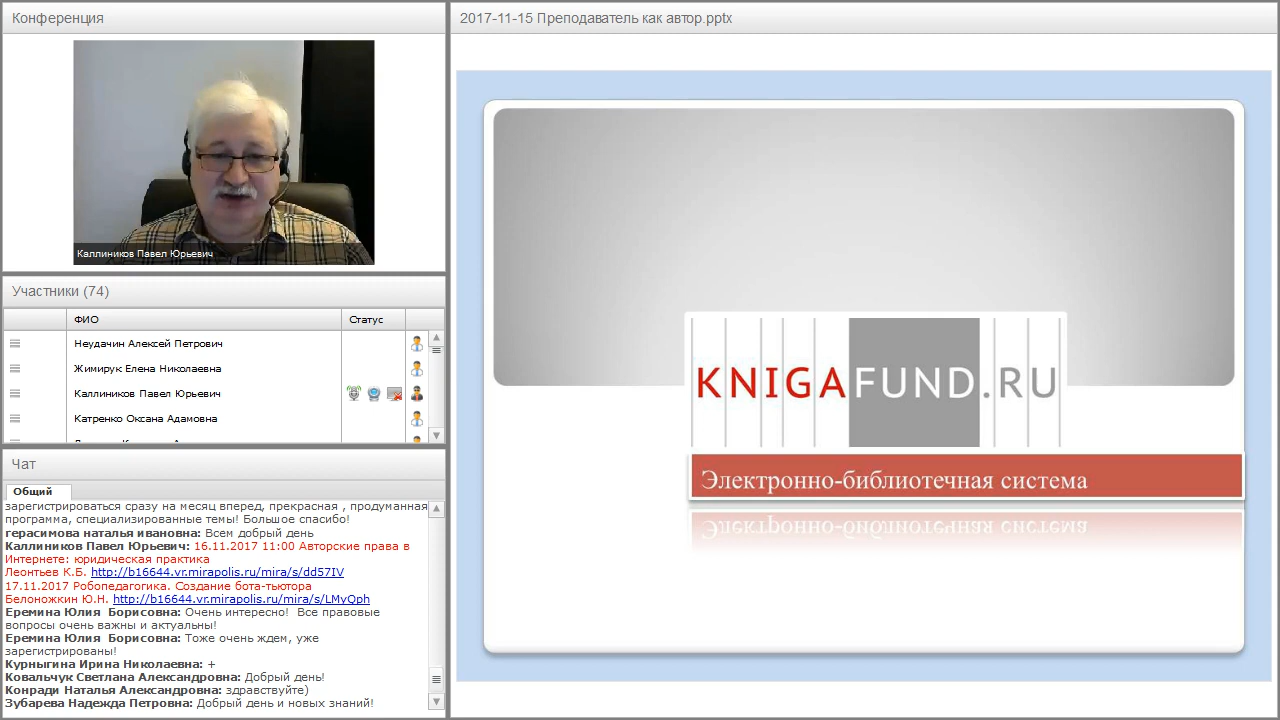 Конференция
Каллиников Павел Юрьевич
Участники (74)
ФИО
Статус
Неудачин Алексей Петрович
Жимирук Елена Николаевна
Каллиников Павел Юрьевич
Катренко Оксана Адамовна
Чат
Общий
зарегистрироваться сразу на месяц вперед, прекрасная , продуманная
программа, специализированные темы! Большое спасибо!
герасимова наталья ивановна: Всем добрый день
Каллиников Павел Юрьевич: 16.11.2017 11:00 Авторские права в
Интернете: юридическая практика
Леонтьев К.Б. http://b16644.vr.mirapolis.ru/mira/s/dd57IV
17.11.2017 Робопедагогика. Создание бота-тьютора
Белоножкин Ю.Н. http://b16644.vr.mirapolis.ru/mira/s/LMyQph
Еремина Юлия  Борисовна: Очень интересно!  Все правовые
вопросы очень важны и актуальны!
Еремина Юлия  Борисовна: Тоже очень ждем, уже
зарегистрированы!
Курныгина Ирина Николаевна: +
Ковальчук Светлана Александровна: Добрый день!
Конради Наталья Александровна: здравствуйте)
Зубарева Надежда Петровна: Добрый день и новых знаний!
2017-11-15 Преподаватель как автор.pptx
KNIGAFUND.RU
Электронно-библиотечная система